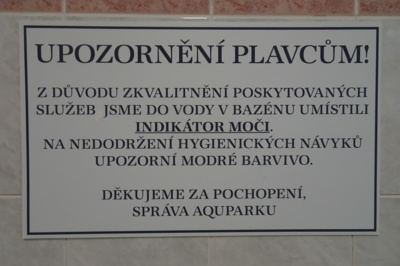 UPOZORNĚNÍ PLAVCŮM!
Z DŮVODU ZKVALITNĚNÍ POSKYTOVANÝCH
SLUŽEB JSME DO VODY V BAZÉNU UMÍSTILI
INDIKÁTOR MOČI.
NA NEDODRŽENÍ HYGIENICKÝCH NÁVYKŮ
UPOZORNÍ MODRÉ BARVIVO.
DĚKUJEME ZA POCHOPENÍ,
SPRÁVA AQUPARKU